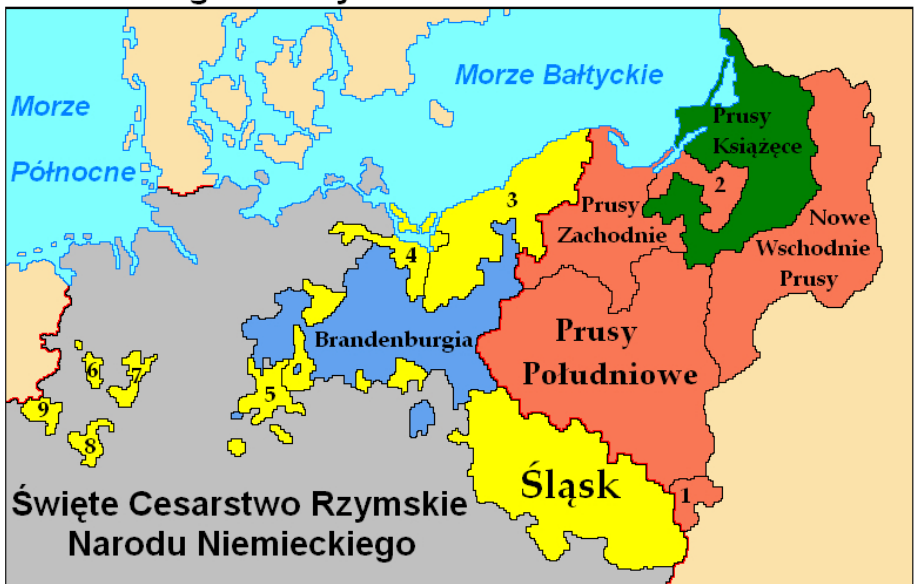 Morze Bałtyckie
Morze
Północne
Prusy
Książęce
2
3
Prusy
Zachodnie
Nowe
Wschodnie
Prusy
4
Brandenburgia
Prusy
Południowe
6
7
5
9
8
Śląsk
1
Święte Cesarstwo Rzymskie
Narodu Niemieckiego